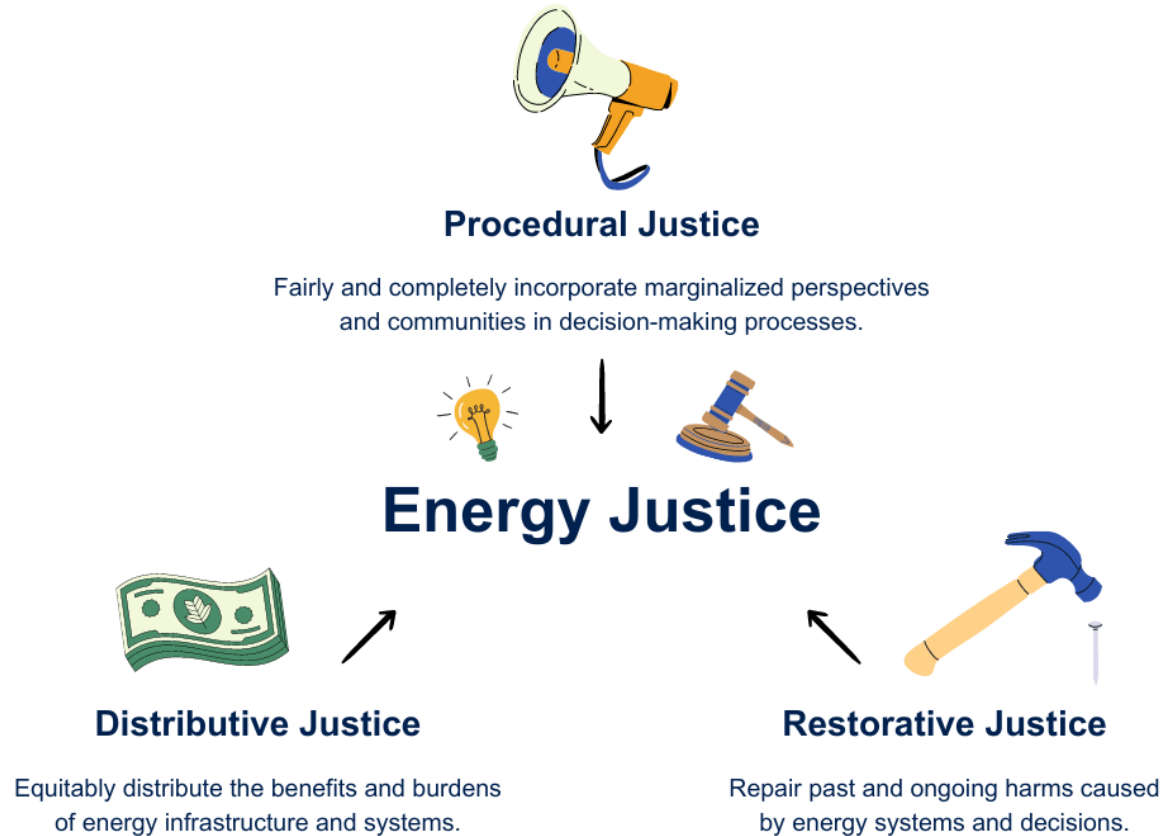 Procedural Justice
Fairly and completely incorporate marginalized perspectives
and communities in decision-making processes.
Energy Justice
Distributive Justice
Equitably distribute the benefits and burdens
of energy infrastructure and systems.
Restorative Justice
Repair past and ongoing harms caused
by energy systems and decisions.